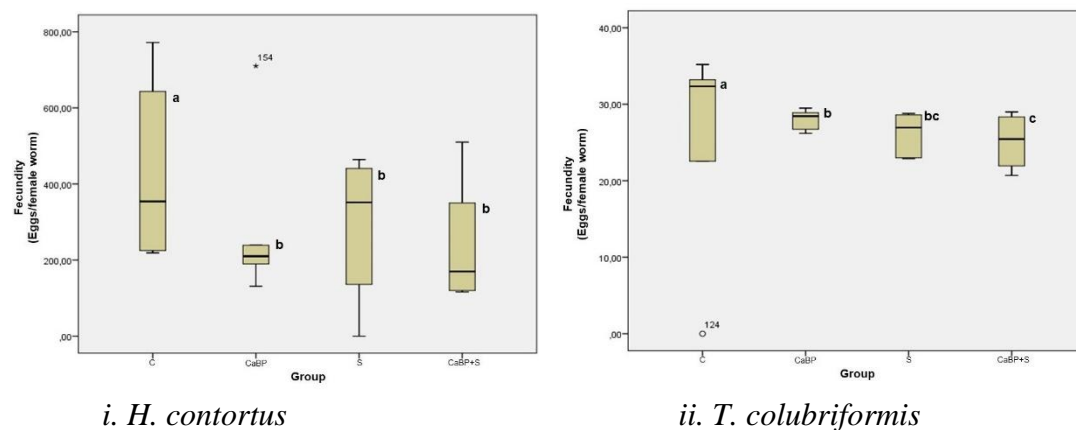 800,00
600,00
400,00
200,00
,00
Fecundity
(Eggs/female worm)
a
154
b
b
b
C
CaBP
S
CaBP+S
Group
i. H. contortus
40,00
30,00
20,00
10,00
,00
Fecundity
(Eggs/female worm)
a
b
bc
c
124
C
CaBP
S
CaBP+S
Group
ii. T. colubriformis